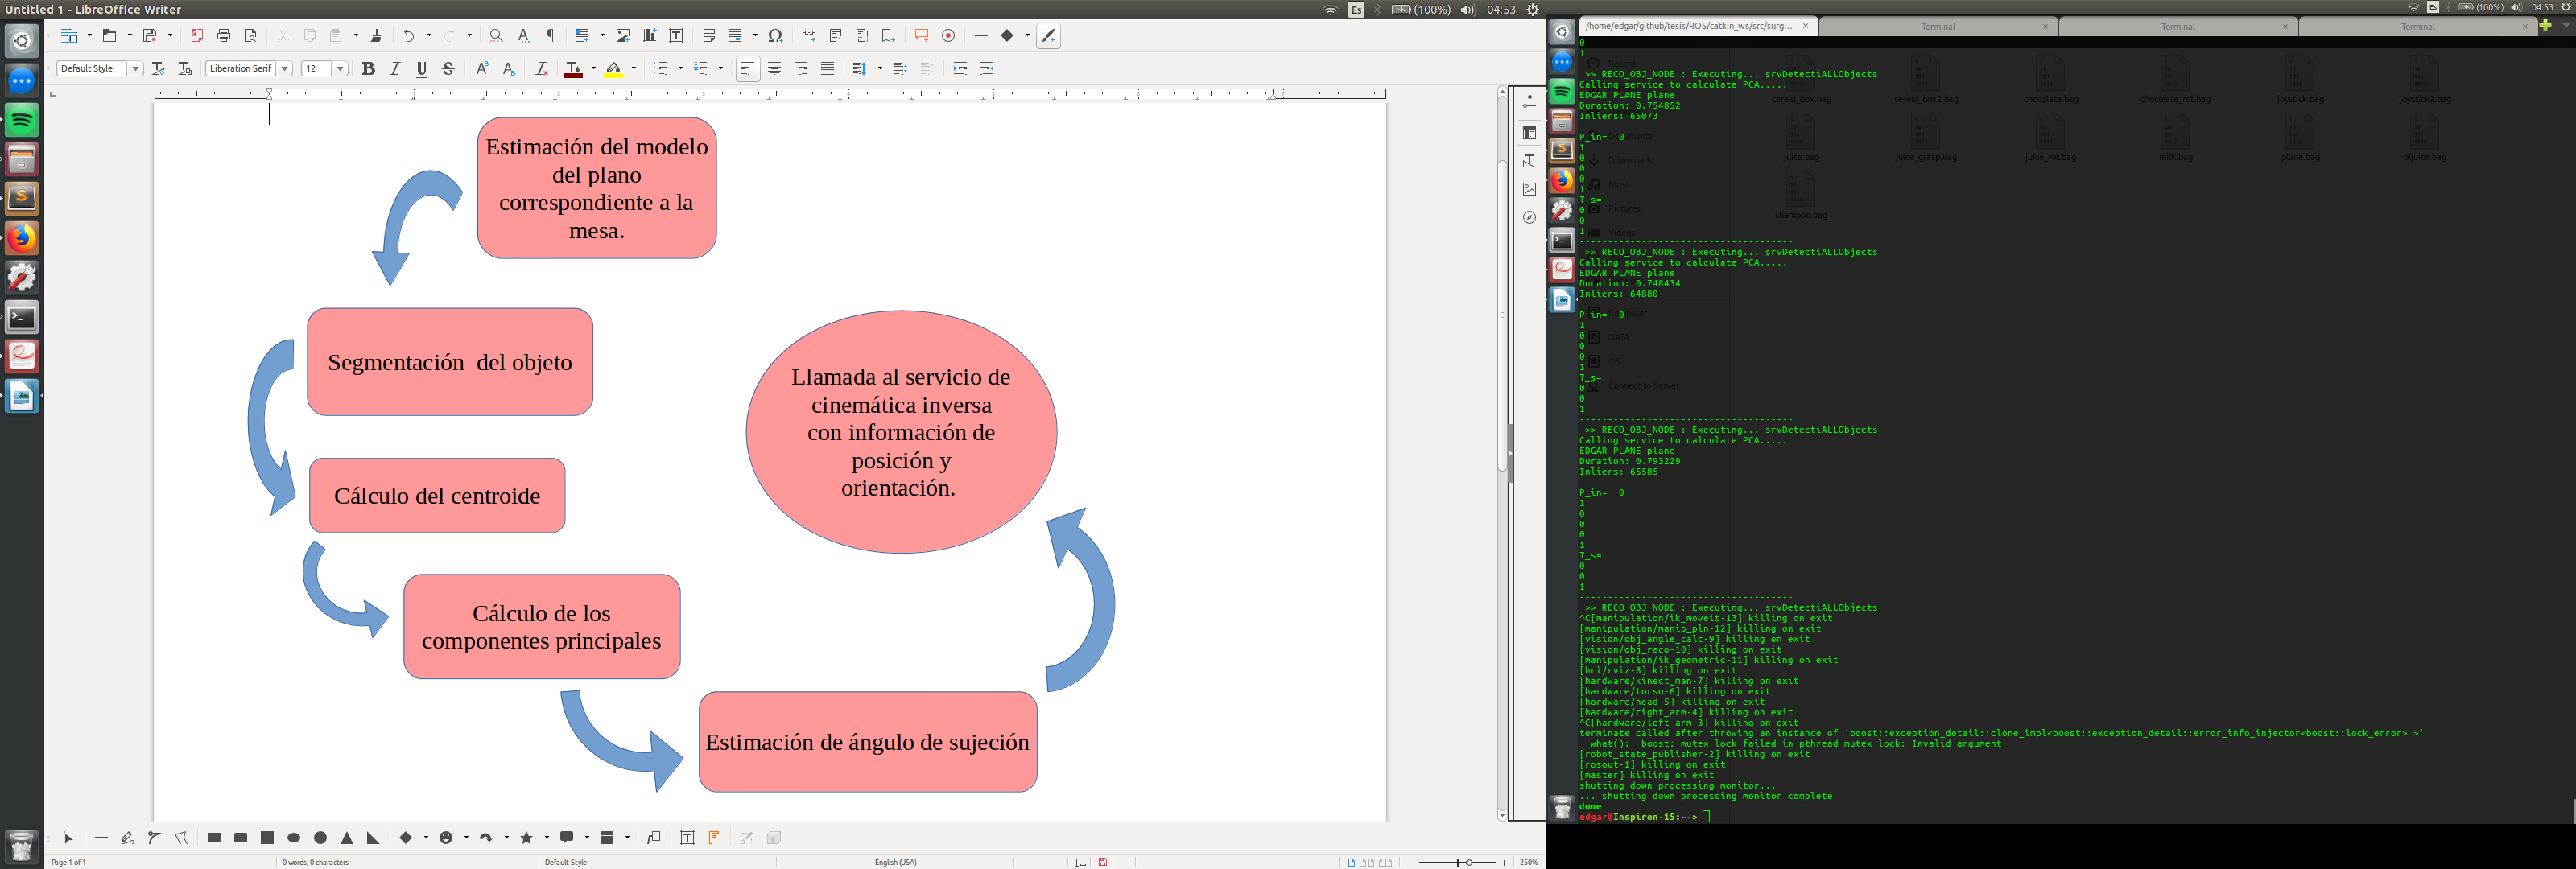 Untitled 1 - LibreOffice Writer
Es
(100%)
04:53
Default Style
Liberation Serif
12
Estimación del modelo
del plano
correspondiente a la
mesa.
Segmentación  del objeto
Cálculo del centroide
Cálculo de los
componentes principales
Estimación de ángulo de sujeción
Llamada al servicio de
cinemática inversa
con información de
posición y
orientación.
Page 1 of 1
0 words, 0 characters
Default Style
English (USA)
250%
Es
(100%)
04:53
/home/edgar/github/tesis/ROS/catkin_ws/src/surg...
Terminal
Terminal
Terminal
cereal_box.bag
cereal_box2.bag
chocolate.bag
chocolate_rot.bag
joystick.bag
joystick2.bag
juice.bag
juice_grasp.bag
juice_rot.bag
milk.bag
plane.bag
pljuice.bag
shampoo.bag
Documents
Downloads
Music
Pictures
Videos
Computer
DATA
OS
Connect to Server
0
1
--------------------------------------
>> RECO_OBJ_NODE : Executing... srvDetectiALLObjects
Calling service to calculate PCA.....
EDGAR PLANE plane
Duration: 0.754852
Inliers: 65073
P_in=  0
1
0
0
0
1
T_s=
0
0
1
--------------------------------------
>> RECO_OBJ_NODE : Executing... srvDetectiALLObjects
Calling service to calculate PCA.....
EDGAR PLANE plane
Duration: 0.748434
Inliers: 64880
P_in=  0
1
0
0
0
1
T_s=
0
0
1
--------------------------------------
>> RECO_OBJ_NODE : Executing... srvDetectiALLObjects
Calling service to calculate PCA.....
EDGAR PLANE plane
Duration: 0.793229
Inliers: 65585
P_in=  0
1
0
0
0
1
T_s=
0
0
1
--------------------------------------
>> RECO_OBJ_NODE : Executing... srvDetectiALLObjects
^C[manipulation/ik_moveit-13] killing on exit
[manipulation/manip_pln-12] killing on exit
[vision/obj_angle_calc-9] killing on exit
[vision/obj_reco-10] killing on exit
[manipulation/ik_geometric-11] killing on exit
[hri/rviz-8] killing on exit
[hardware/kinect_man-7] killing on exit
[hardware/torso-6] killing on exit
[hardware/head-5] killing on exit
[hardware/right_arm-4] killing on exit
^C[hardware/left_arm-3] killing on exit
terminate called after throwing an instance of 'boost::exception_detail::clone_impl<boost::exception_detail::error_info_injector<boost::lock_error> >'
what():  boost: mutex lock failed in pthread_mutex_lock: Invalid argument
[robot_state_publisher-2] killing on exit
[rosout-1] killing on exit
[master] killing on exit
shutting down processing monitor...
... shutting down processing monitor complete
done
edgar@Inspiron-15:~->